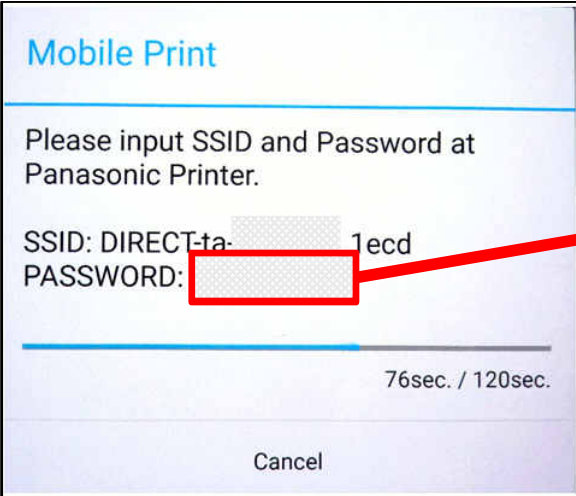 Mobile Print
Please input SSID and Password at
Panasonic Printer.
SSID: DIRECT-ta- 1ecd
PASSWORD:
76sec. / 120sec.
Cancel